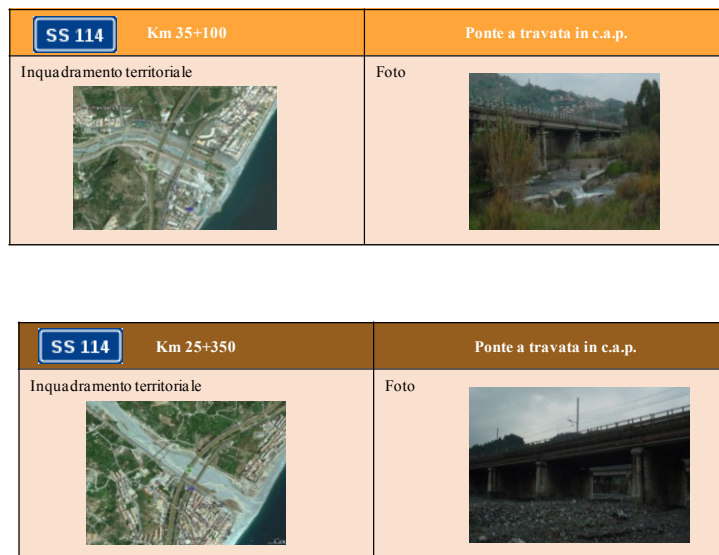 SS 114 Km 35+100 Ponte a travata in c.a.p.
Inquadramento territoriale Foto
SS 114 Km 25+350 Ponte a travata in c.a.p.
Inquadramento territoriale Foto